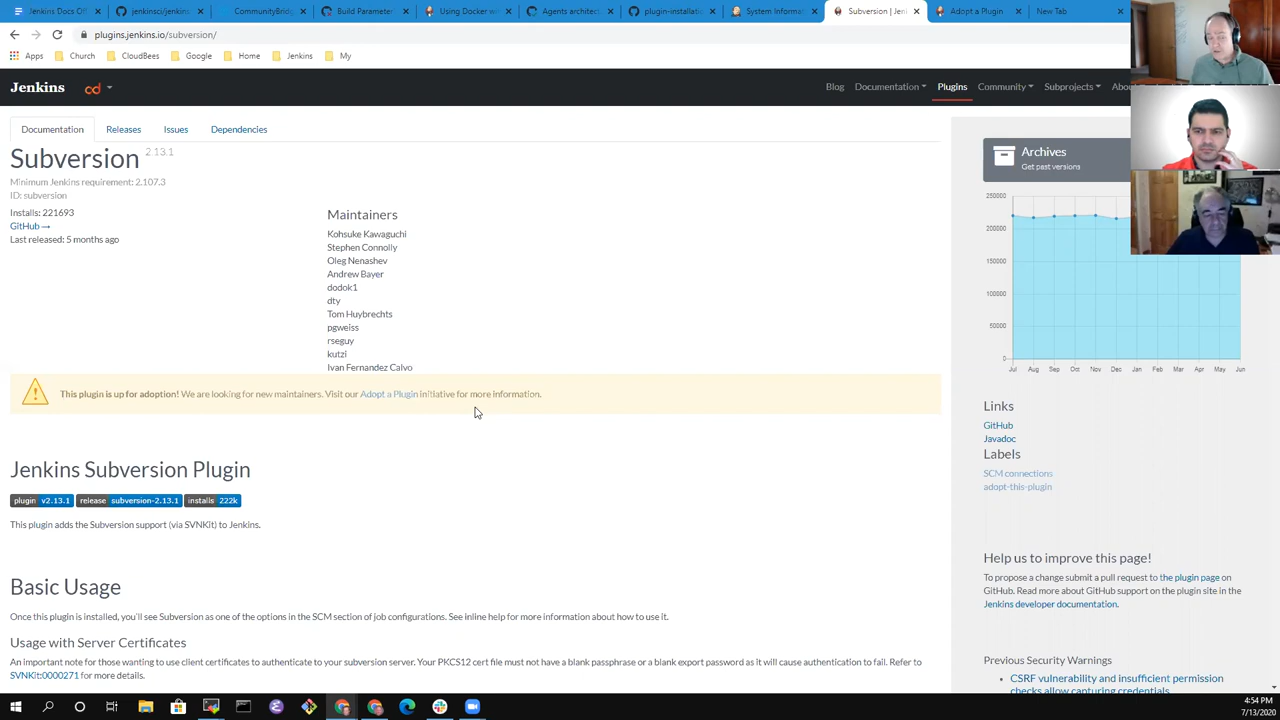 Jenkins Docs Off
jenkinsci/jenkins
CommunityBridg
Build Parameter
Using Docker wi
Agents architect
plugin-installatio
System Informat
Subversion | Jen
Adopt a Plugin
New Tab
plugins.jenkins.io/subversion/
Apps
Church
CloudBees
Google
Home
Jenkins
My
Jenkins
cd
Blog
Documentation
Plugins
Community
Subprojects
Abou
Documentation
Releases
Issues
Dependencies
Subversion 2.13.1
Minimum Jenkins requirement: 2.107.3
ID: subversion
Installs: 221693
GitHub →
Last released: 5 months ago
Maintainers
Kohsuke Kawaguchi
Stephen Connolly
Oleg Nenashev
Andrew Bayer
dodok1
dty
Tom Huybrechts
pgweiss
rseguy
kutzi
Ivan Fernandez Calvo
This plugin is up for adoption! We are looking for new maintainers. Visit our Adopt a Plugin initiative for more information.
Jenkins Subversion Plugin
plugin v2.13.1 release subversion-2.13.1 installs 222k
This plugin adds the Subversion support (via SVNKit) to Jenkins.
Basic Usage
Once this plugin is installed, you'll see Subversion as one of the options in the SCM section of job configurations. See inline help for more information about how to use it.
Usage with Server Certificates
An important note for those wanting to use client certificates to authenticate to your subversion server. Your PKCS12 cert file must not have a blank passphrase or a blank export password as it will cause authentication to fail. Refer to
SVNKit:0000271 for more details.
Archives
Get past versions
250000
200000
150000
100000
50000
0
Jul Aug Sep Oct Nov Dec Jan Feb Mar Apr May Jun
Links
GitHub
Javadoc
Labels
SCM connections
adopt-this-plugin
Help us to improve this page!
To propose a change submit a pull request to the plugin page on
GitHub. Read more about GitHub support on the plugin site in the
Jenkins developer documentation.
Previous Security Warnings
CSRF vulnerability and insufficient permission
checks allow capturing credentials
4:54 PM
7/13/2020